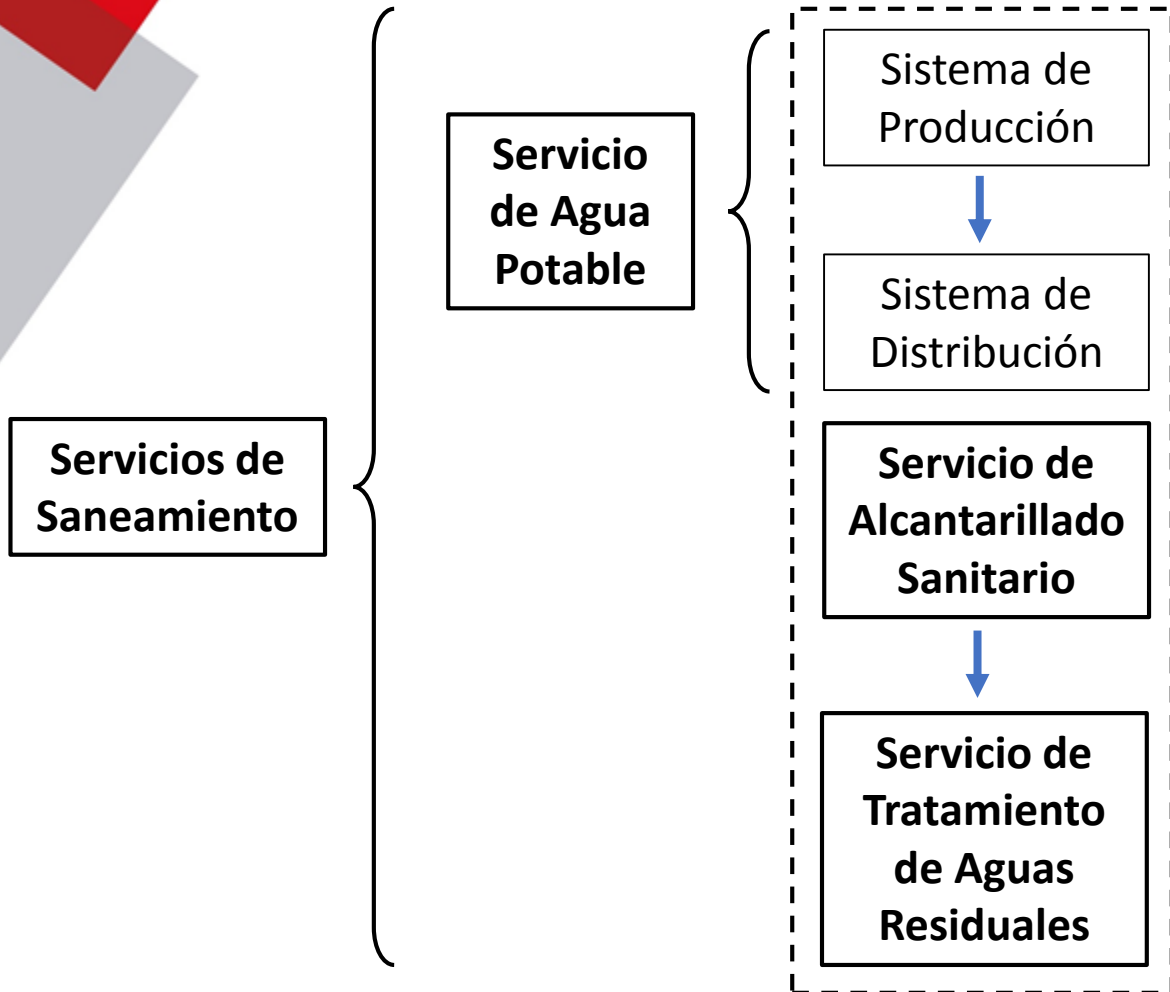 Servicios de
Saneamiento
Servicio
de Agua
Potable
Sistema de
Producción
Sistema de
Distribución
Servicio de
Alcantarillado
Sanitario
Servicio de
Tratamiento
de Aguas
Residuales